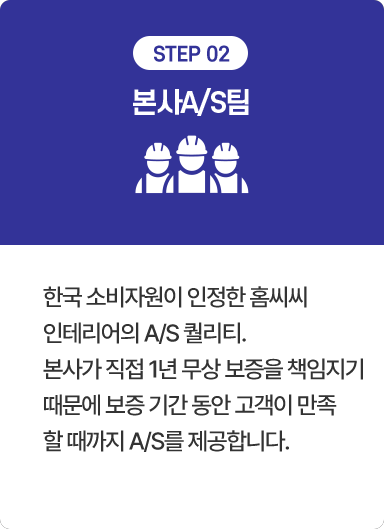 STEP 02
본사A/S팀
한국 소비자원이 인정한 홈씨씨
인테리어의 A/S 퀄리티.
본사가 직접 1년 무상 보증을 책임지기
때문에 보증 기간 동안 고객이 만족
할 때까지 A/S를 제공합니다.